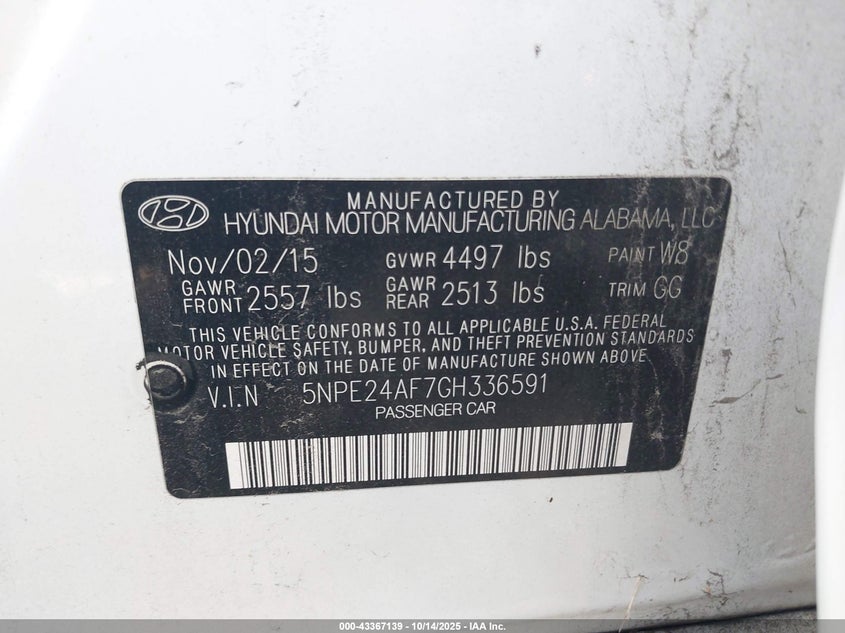 MANUFACTURED BY
HYUNDAI MOTOR MANUFACTURING ALABAMA, LLC
Nov/02/15 GVWR 4497 lbs PAINT W8
GAWR FRONT 2557 lbs GAWR REAR 2513 lbs TRIM GG
THIS VEHICLE CONFORMS TO ALL APPLICABLE U.S.A. FEDERAL
MOTOR VEHICLE SAFETY, BUMPER, AND THEFT PREVENTION STANDARDS
IN EFFECT ON THE DATE OF MANUFACTURE SHOWN ABOVE
V.I.N 5NPE24AF7GH336591
PASSENGER CAR
000-43367139 - 10/14/2025 - IAA Inc.